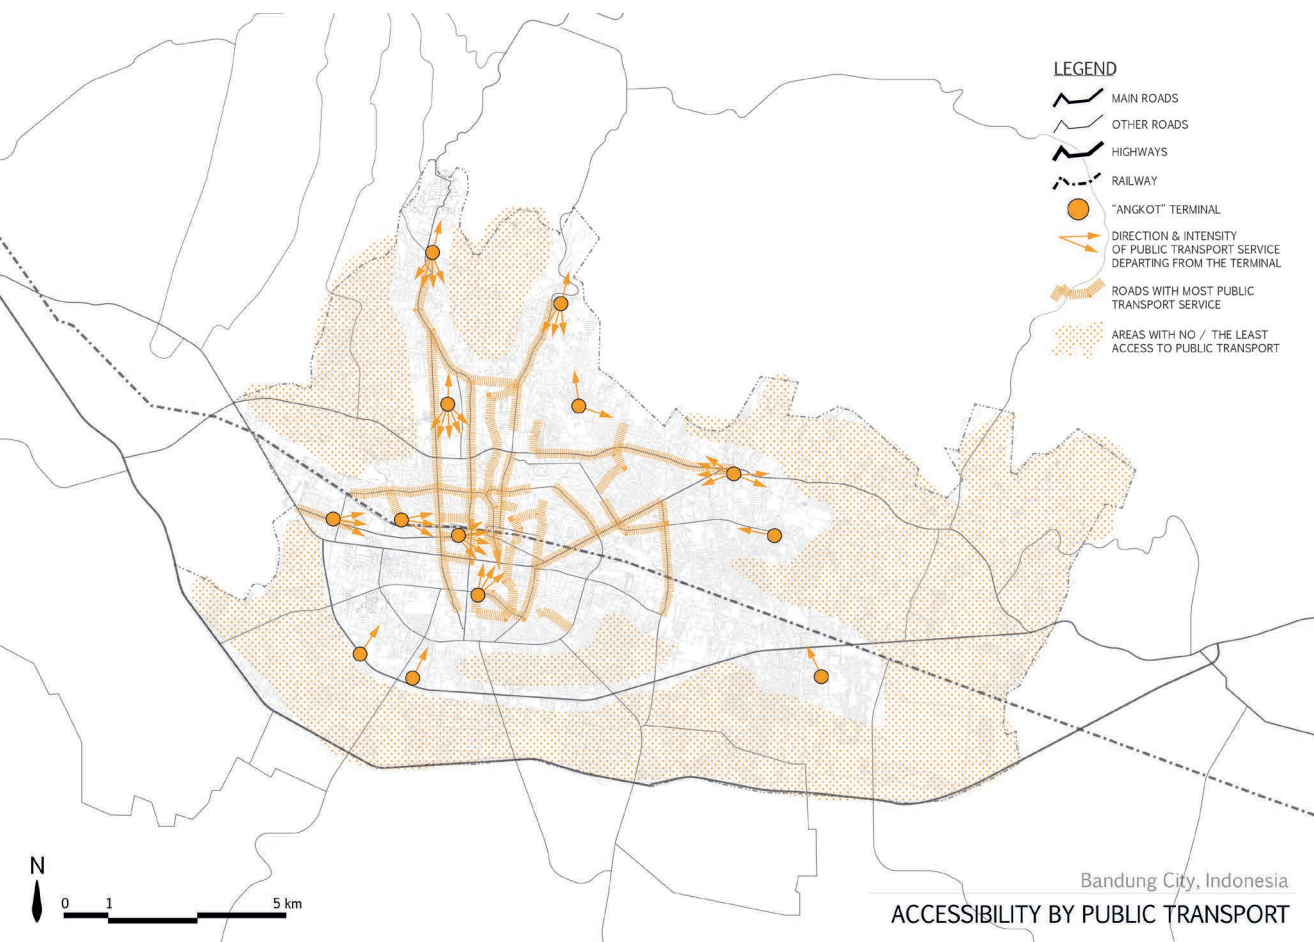 LEGEND
MAIN ROADS
OTHER ROADS
HIGHWAYS
RAILWAY
“ANGKOT” TERMINAL
DIRECTION & INTENSITY
OF PUBLIC TRANSPORT SERVICE
DEPARTING FROM THE TERMINAL
ROADS WITH MOST PUBLIC
TRANSPORT SERVICE
AREAS WITH NO / THE LEAST
ACCESS TO PUBLIC TRANSPORT
N
0 1 5 km
Bandung City, Indonesia
ACCESSIBILITY BY PUBLIC TRANSPORT